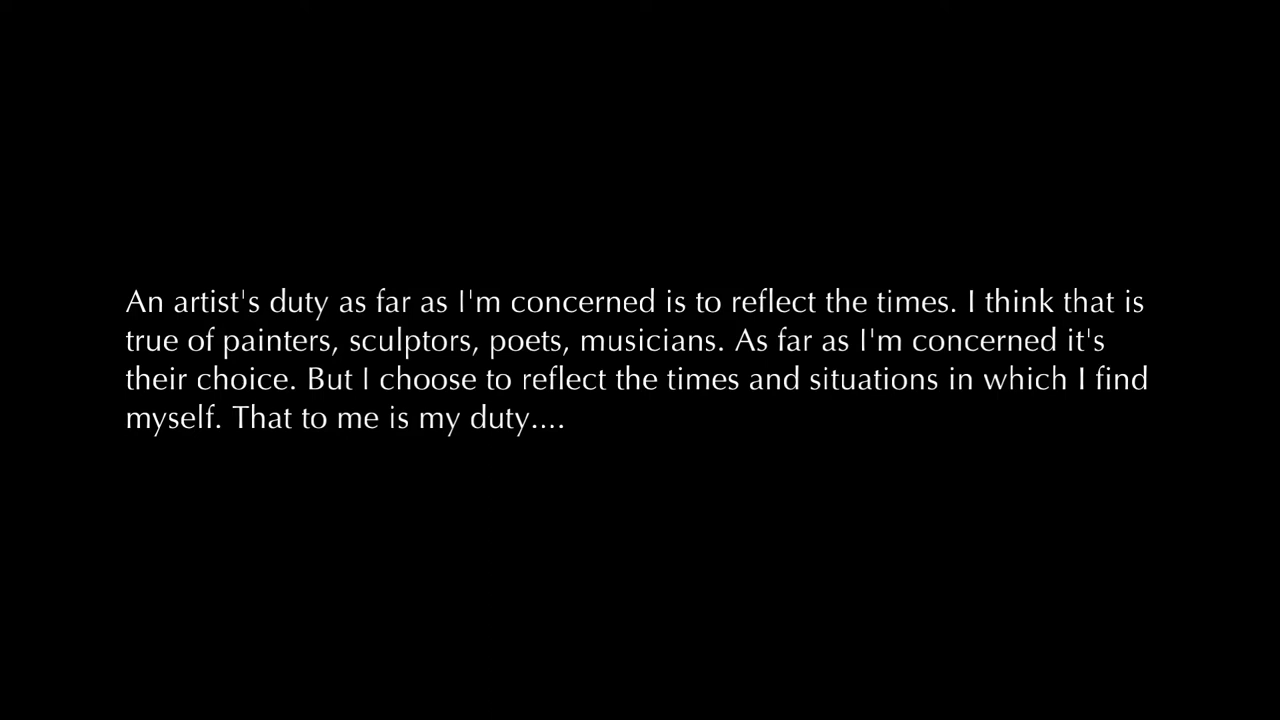 An artist's duty as far as I'm concerned is to reflect the times. I think that is
true of painters, sculptors, poets, musicians. As far as I'm concerned it's
their choice. But I choose to reflect the times and situations in which I find
myself. That to me is my duty....